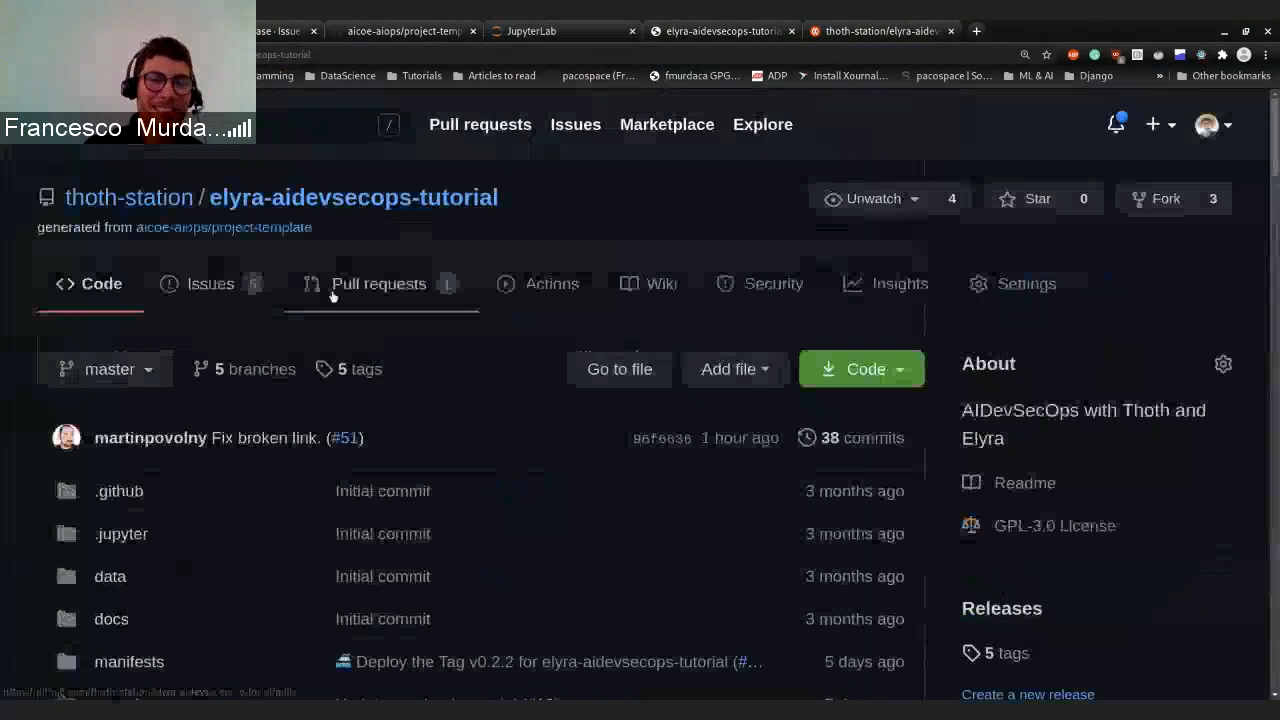 ase · Issue
aicoe-aiops/project-temp
JupyterLab
elyra-aidevsecops-tutoria
thoth-station/elyra-aidev
cops-tutorial
amming
DataScience
Tutorials
Articles to read
pacospace (Fr...
fmurdaca GPG...
ADP
Install Xournal...
pacospace | So...
ML & AI
Django
»
Other bookmarks
Francesco Murda...
/
Pull requests
Issues
Marketplace
Explore
thoth-station / elyra-aidevsecops-tutorial
Unwatch 4
Star 0
Fork 3
generated from aicoe-aiops/project-template
Code
Issues
Pull requests
Actions
Wiki
Security
Insights
Settings
master
5 branches
5 tags
Go to file
Add file
Code
About
AIDevSecOps with Thoth and
Elyra
martinpovolny Fix broken link. (#51)
1 hour ago
38 commits
Readme
GPL-3.0 License
.github
Initial commit
3 months ago
.jupyter
Initial commit
3 months ago
data
Initial commit
3 months ago
docs
Initial commit
3 months ago
manifests
Deploy the Tag v0.2.2 for elyra-aidevsecops-tutorial (#...
5 days ago
Releases
5 tags
Create a new release